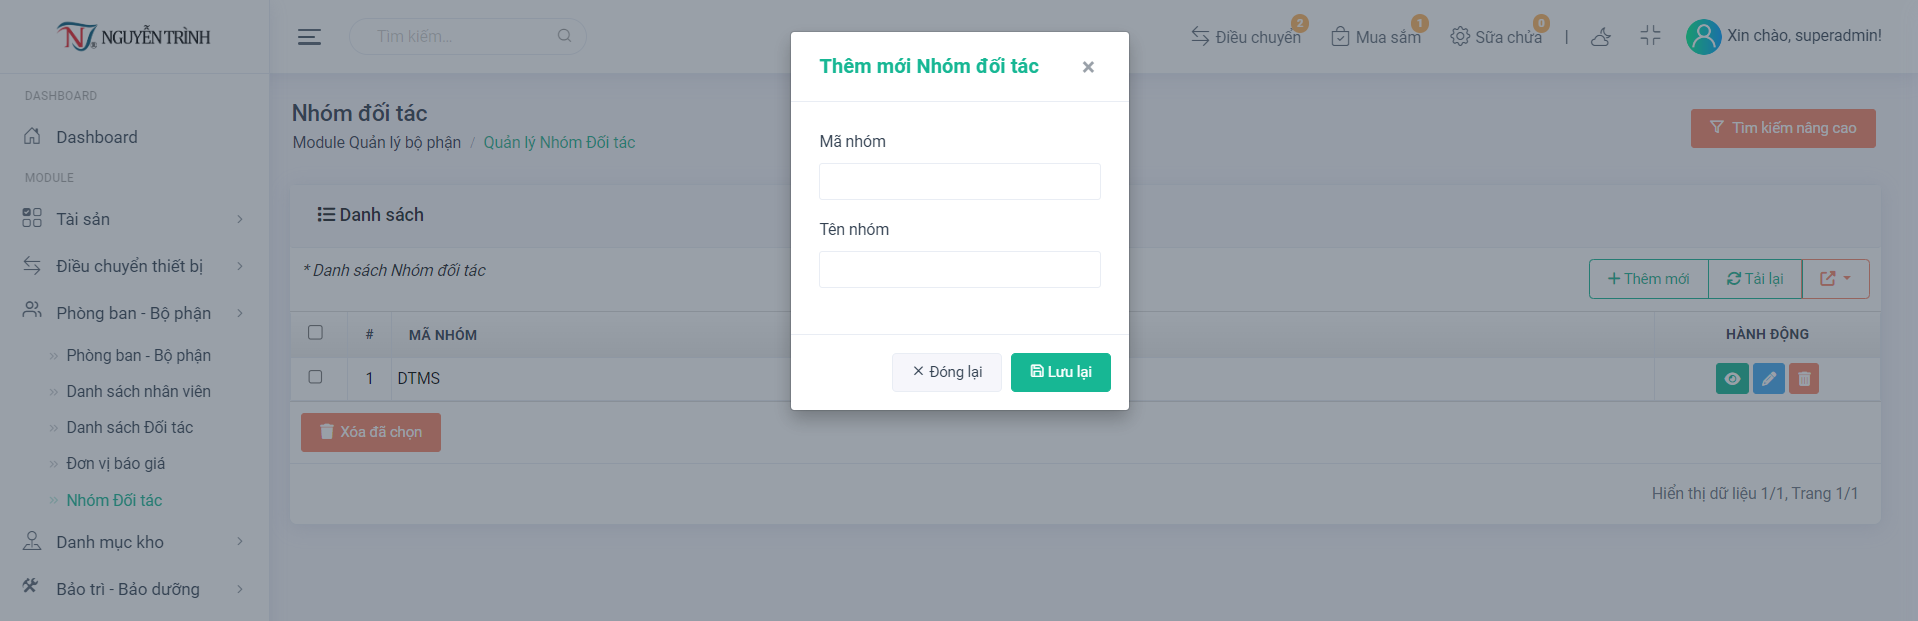 NT® NGUYỄN TRÌNH
Tìm kiếm...
Điều chuyển 2
Mua sắm 1
Sữa chửa 0
|
Xin chào, superadmin!
DASHBOARD
Dashboard
MODULE
Tài sản
Điều chuyển thiết bị
Phòng ban - Bộ phận
» Phòng ban - Bộ phận
» Danh sách nhân viên
» Danh sách Đối tác
» Đơn vị báo giá
» Nhóm Đối tác
Danh mục kho
Bảo trì - Bảo dưỡng
Nhóm đối tác
Module Quản lý bộ phận / Quản lý Nhóm Đối tác
Tìm kiếm nâng cao
Danh sách
* Danh sách Nhóm đối tác
Thêm mới Tải lại
# MÃ NHÓM HÀNH ĐỘNG
1 DTMS
Xóa đã chọn
Hiển thị dữ liệu 1/1, Trang 1/1
Thêm mới Nhóm đối tác ×
Mã nhóm
Tên nhóm
Đóng lại Lưu lại